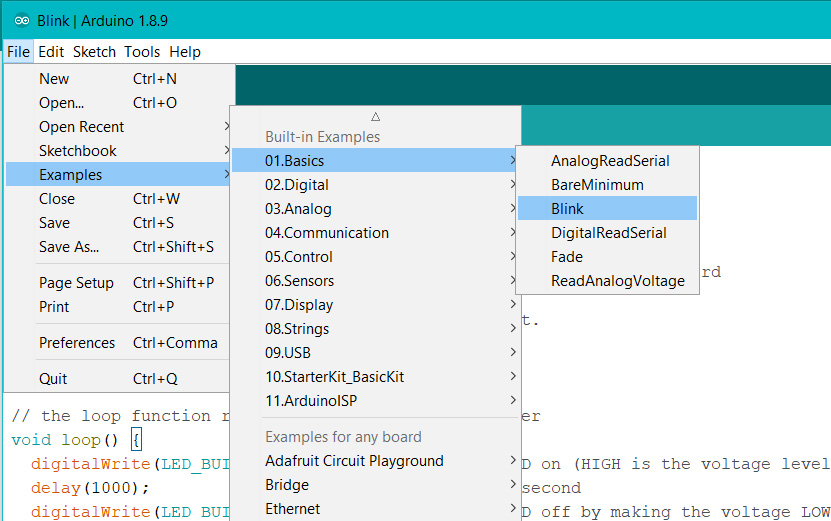 Blink | Arduino 1.8.9
File Edit Sketch Tools Help
New Ctrl+N
Open... Ctrl+O
Open Recent
Sketchbook
Examples
Close Ctrl+W
Save Ctrl+S
Save As... Ctrl+Shift+S
Page Setup Ctrl+Shift+P
Print Ctrl+P
Preferences Ctrl+Comma
Quit Ctrl+Q
Built-in Examples
01.Basics
02.Digital
03.Analog
04.Communication
05.Control
06.Sensors
07.Display
08.Strings
09.USB
10.StarterKit_BasicKit
11.ArduinoISP
Examples for any board
Adafruit Circuit Playground
Bridge
Ethernet
AnalogReadSerial
BareMinimum
Blink
DigitalReadSerial
Fade
ReadAnalogVoltage
rd
t.
// the loop function r er
void loop() {
digitalWrite(LED_BUI D on (HIGH is the voltage level
delay(1000); second
digitalWrite(LED_BUI D off by making the voltage LOW